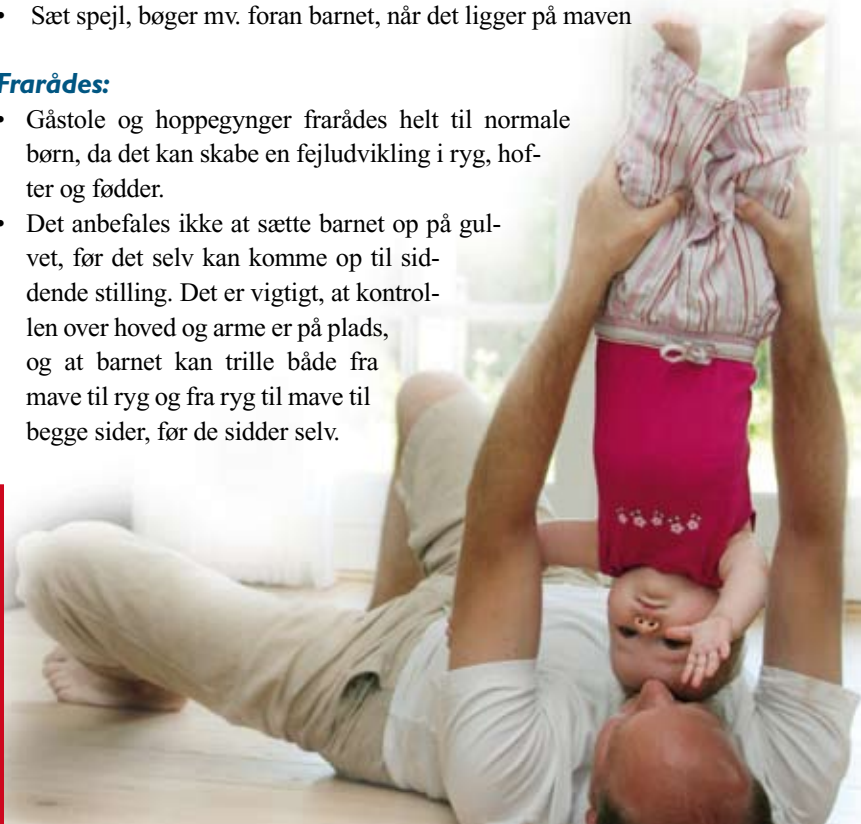 • Sæt spejl, bøger mv. foran barnet, når det ligger på maven
Frarådes:
• Gåstole og hoppegynger frarådes helt til normale
børn, da det kan skabe en fejludvikling i ryg, hof-
ter og fødder.
• Det anbefales ikke at sætte barnet op på gul-
vet, før det selv kan komme op til sid-
dende stilling. Det er vigtigt, at kontrol-
len over hoved og arme er på plads,
og at barnet kan trille både fra
mave til ryg og fra ryg til mave til
begge sider, før de sidder selv.